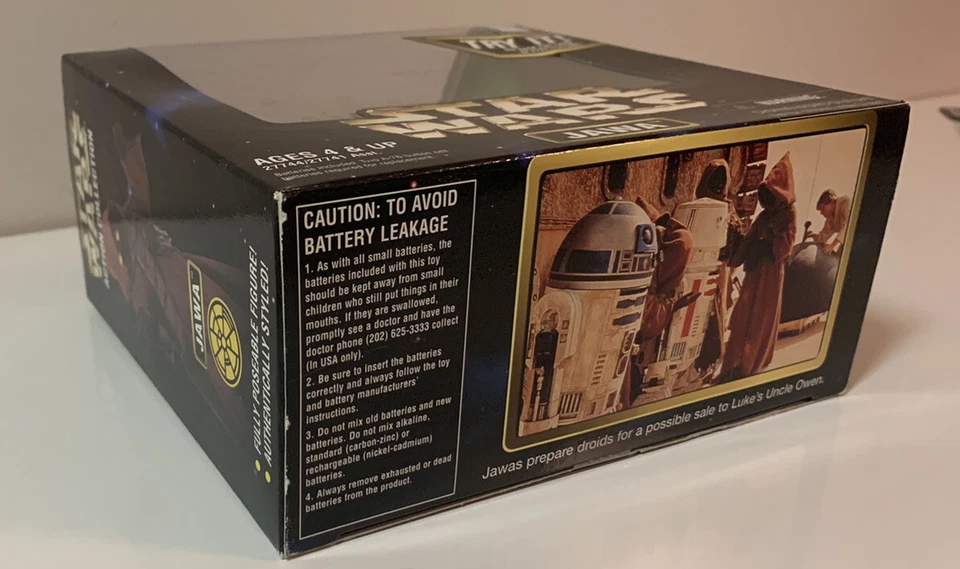 TRY IT!
STAR
WARS
JAWA
WARNING:
AGES 4 & UP
27744/27741 Asst.
STAR
WARS
JAWA
• FULLY POSEABLE FIGURE!
• AUTHENTICALLY STYLED!
CAUTION: TO AVOID
BATTERY LEAKAGE
1. As with all small batteries, the
batteries included with this toy
should be kept away from small
children who still put things in their
mouths. If they are swallowed,
promptly see a doctor and have the
doctor phone (202) 625-3333 collect
(In USA only).
2. Be sure to insert the batteries
correctly and always follow the toy
and battery manufacturers'
instructions.
3. Do not mix old batteries and new
batteries. Do not mix alkaline,
standard (carbon-zinc) or
rechargeable (nickel-cadmium)
batteries.
4. Always remove exhausted or dead
batteries from the product.
Jawas prepare droids for a possible sale to Luke's Uncle Owen.